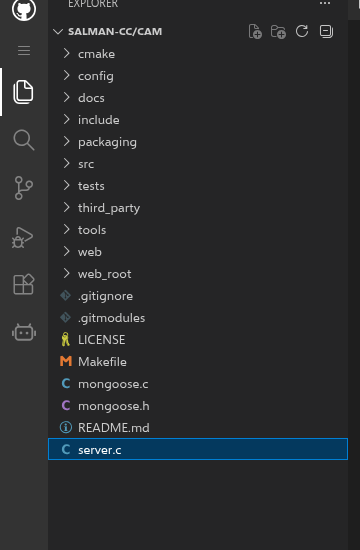 EXPLORER
SALMAN-CC/CAM
cmake
config
docs
include
packaging
src
tests
third_party
tools
web
web_root
.gitignore
.gitmodules
LICENSE
M Makefile
C mongoose.c
C mongoose.h
README.md
C server.c